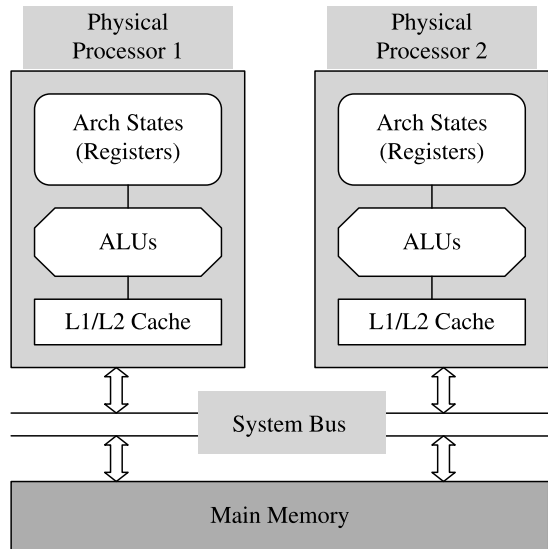 Physical
Processor 1
Physical
Processor 2
Arch States
(Registers)
Arch States
(Registers)
ALUs
ALUs
L1/L2 Cache
L1/L2 Cache
System Bus
Main Memory